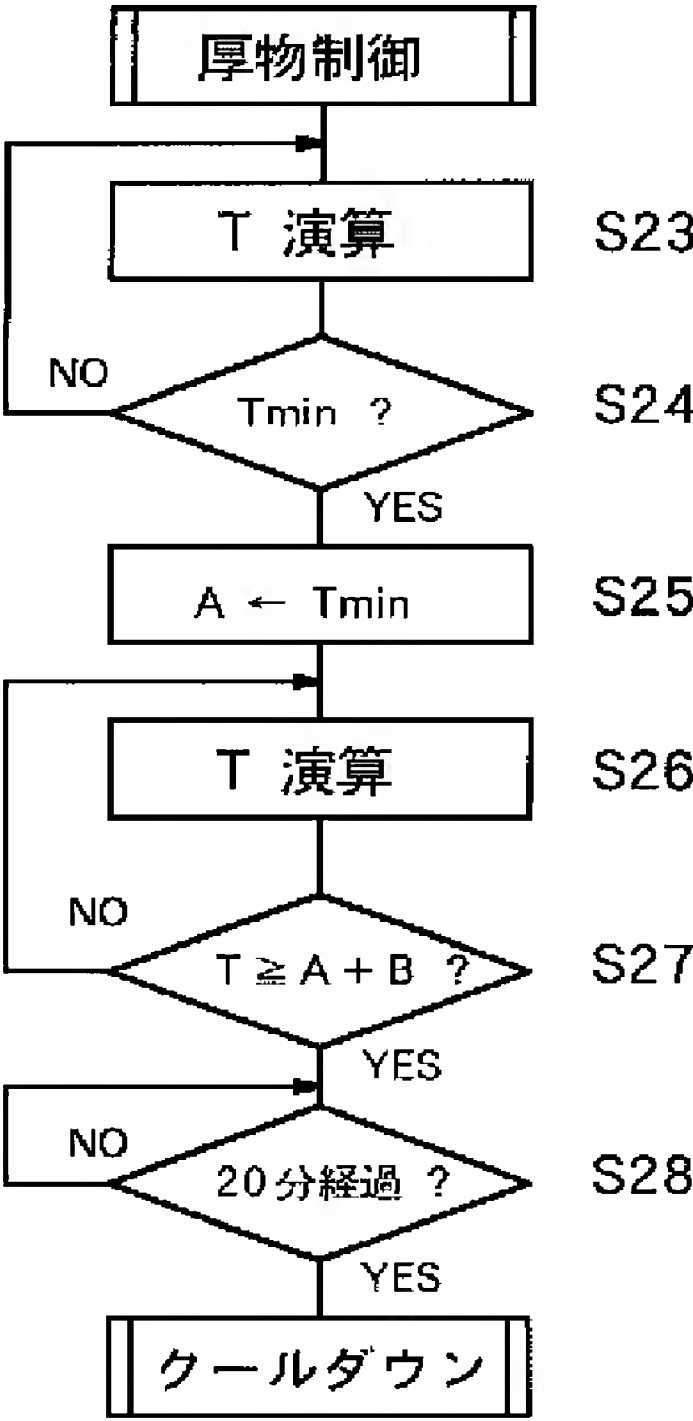 厚物制御
T 演算 S23
NO
Tmin ? S24
YES
A ← Tmin S25
T 演算 S26
NO
T ≧ A + B ? S27
YES
NO
20分経過 ? S28
YES
クールダウン